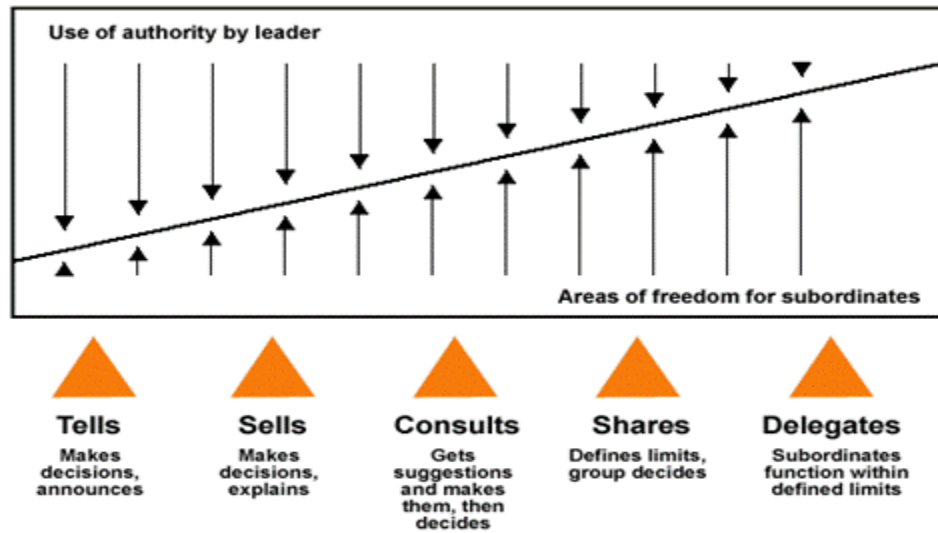 Use of authority by leader
Areas of freedom for subordinates
Tells
Makes
decisions,
announces
Sells
Makes
decisions,
explains
Consults
Gets
suggestions
and makes
them, then
decides
Shares
Defines limits,
group decides
Delegates
Subordinates
function within
defined limits